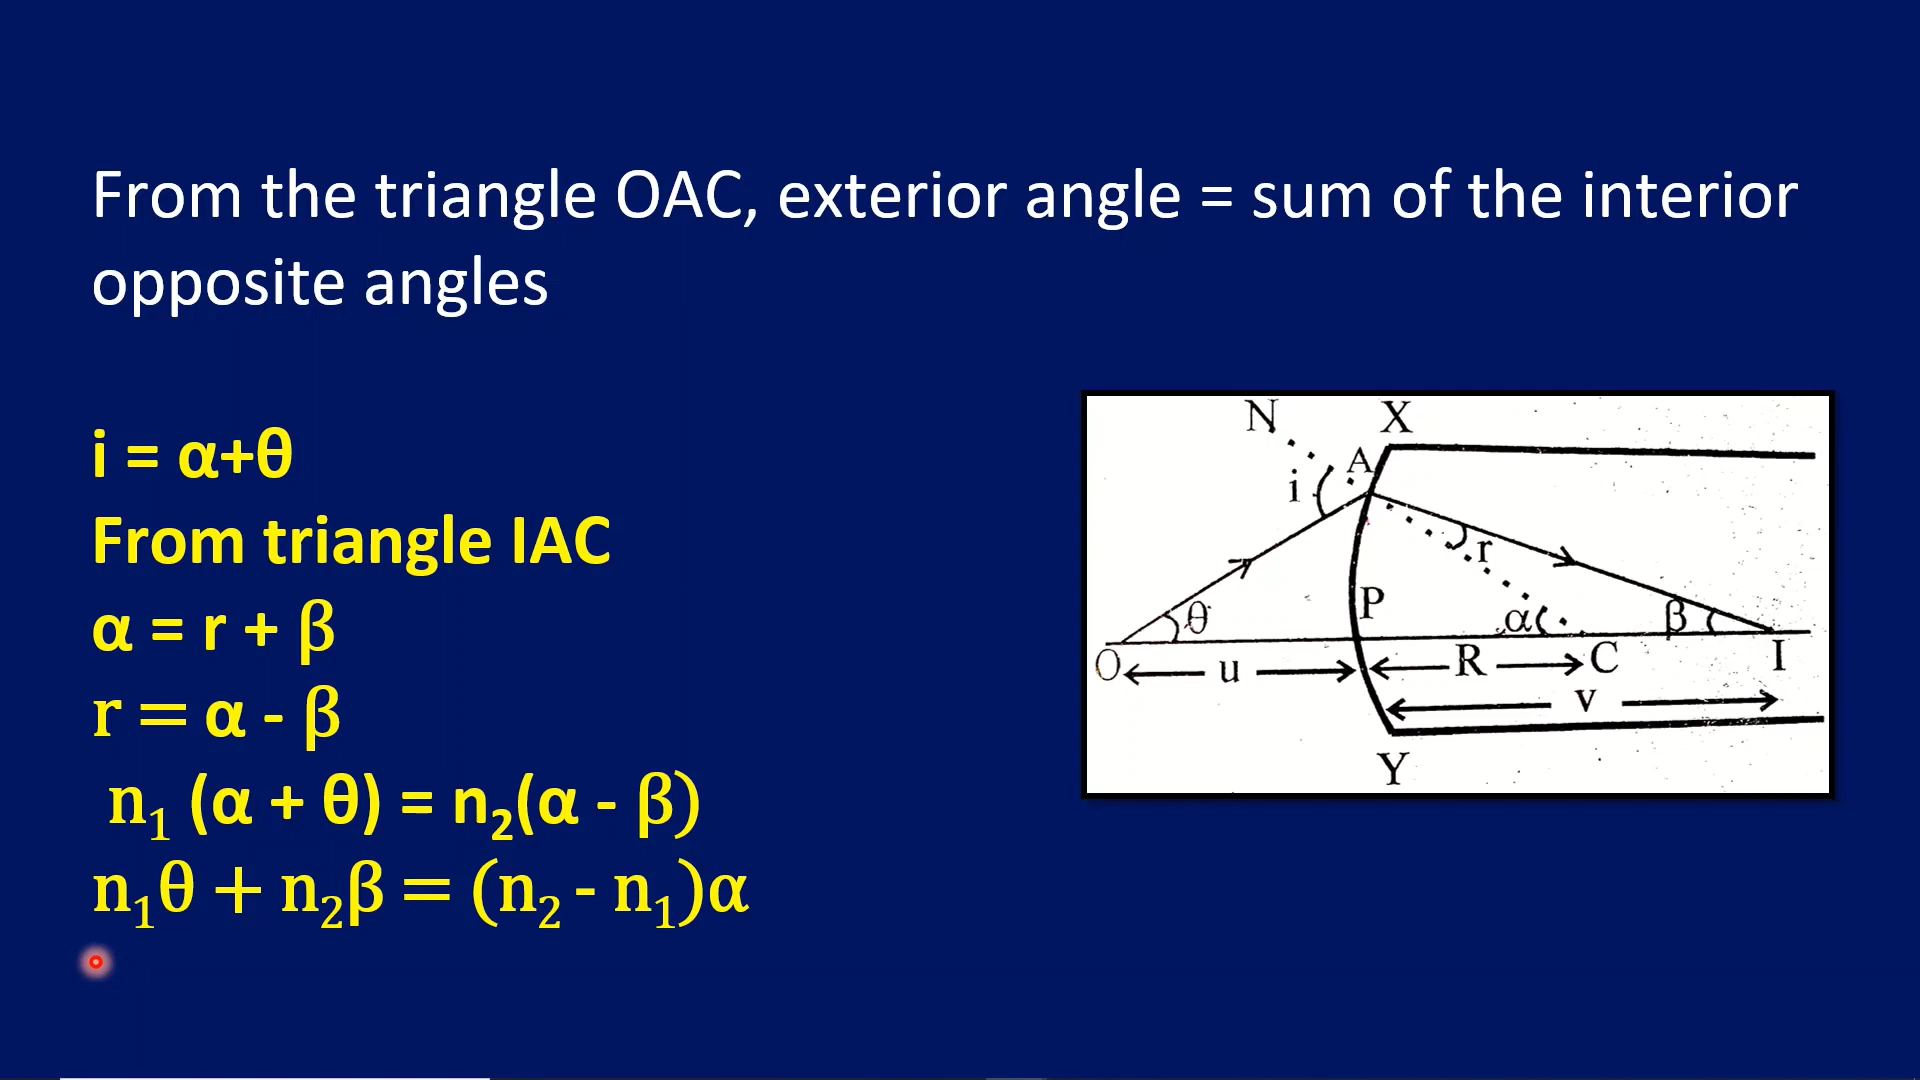 From the triangle OAC, exterior angle = sum of the interior
opposite angles
i = α+θ
From triangle IAC
α = r + β
r = α - β
n₁ (α + θ) = n₂(α - β)
n₁θ + n₂β = (n₂ - n₁)α
N X
A
i
r
P
θ α β
O u R C I
v
Y